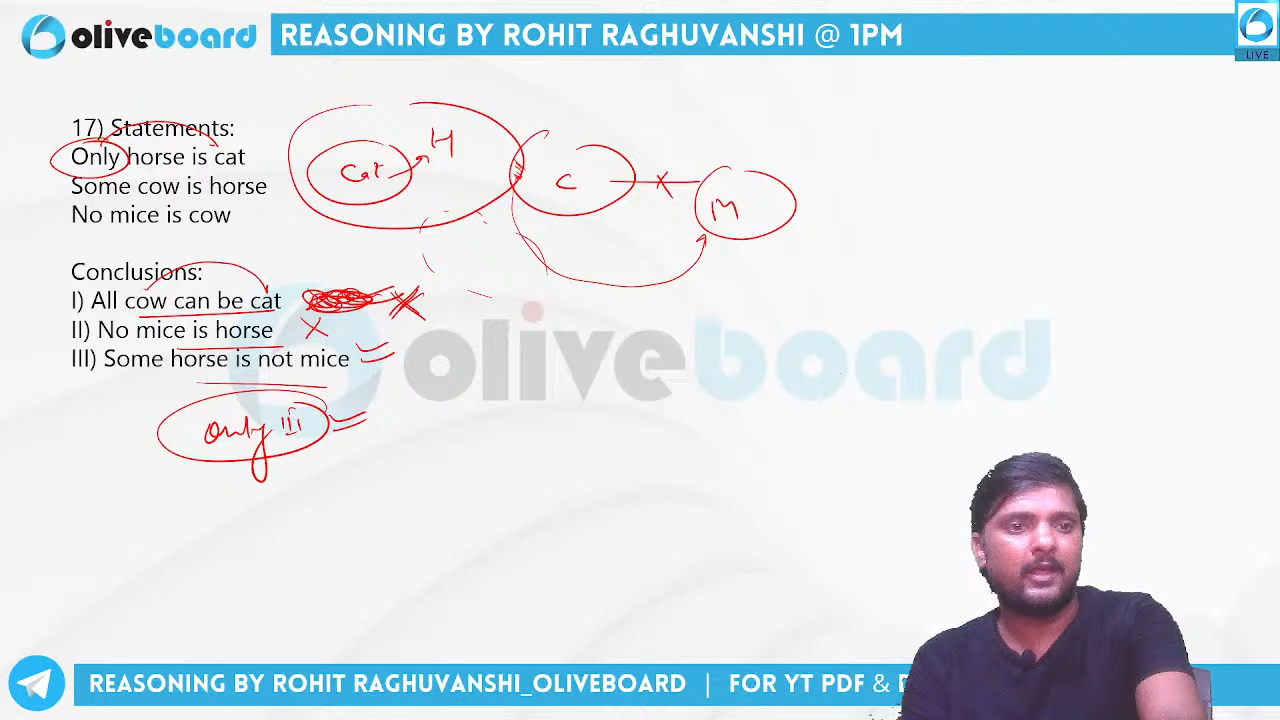 oliveboard
REASONING BY ROHIT RAGHUVANSHI @ 1PM
LIVE
17) Statements:
Only horse is cat
Some cow is horse
No mice is cow
Conclusions:
I) All cow can be cat
II) No mice is horse
III) Some horse is not mice
Cat
H
C
M
Only III
oliveboard
REASONING BY ROHIT RAGHUVANSHI_OLIVEBOARD | FOR YT PDF &